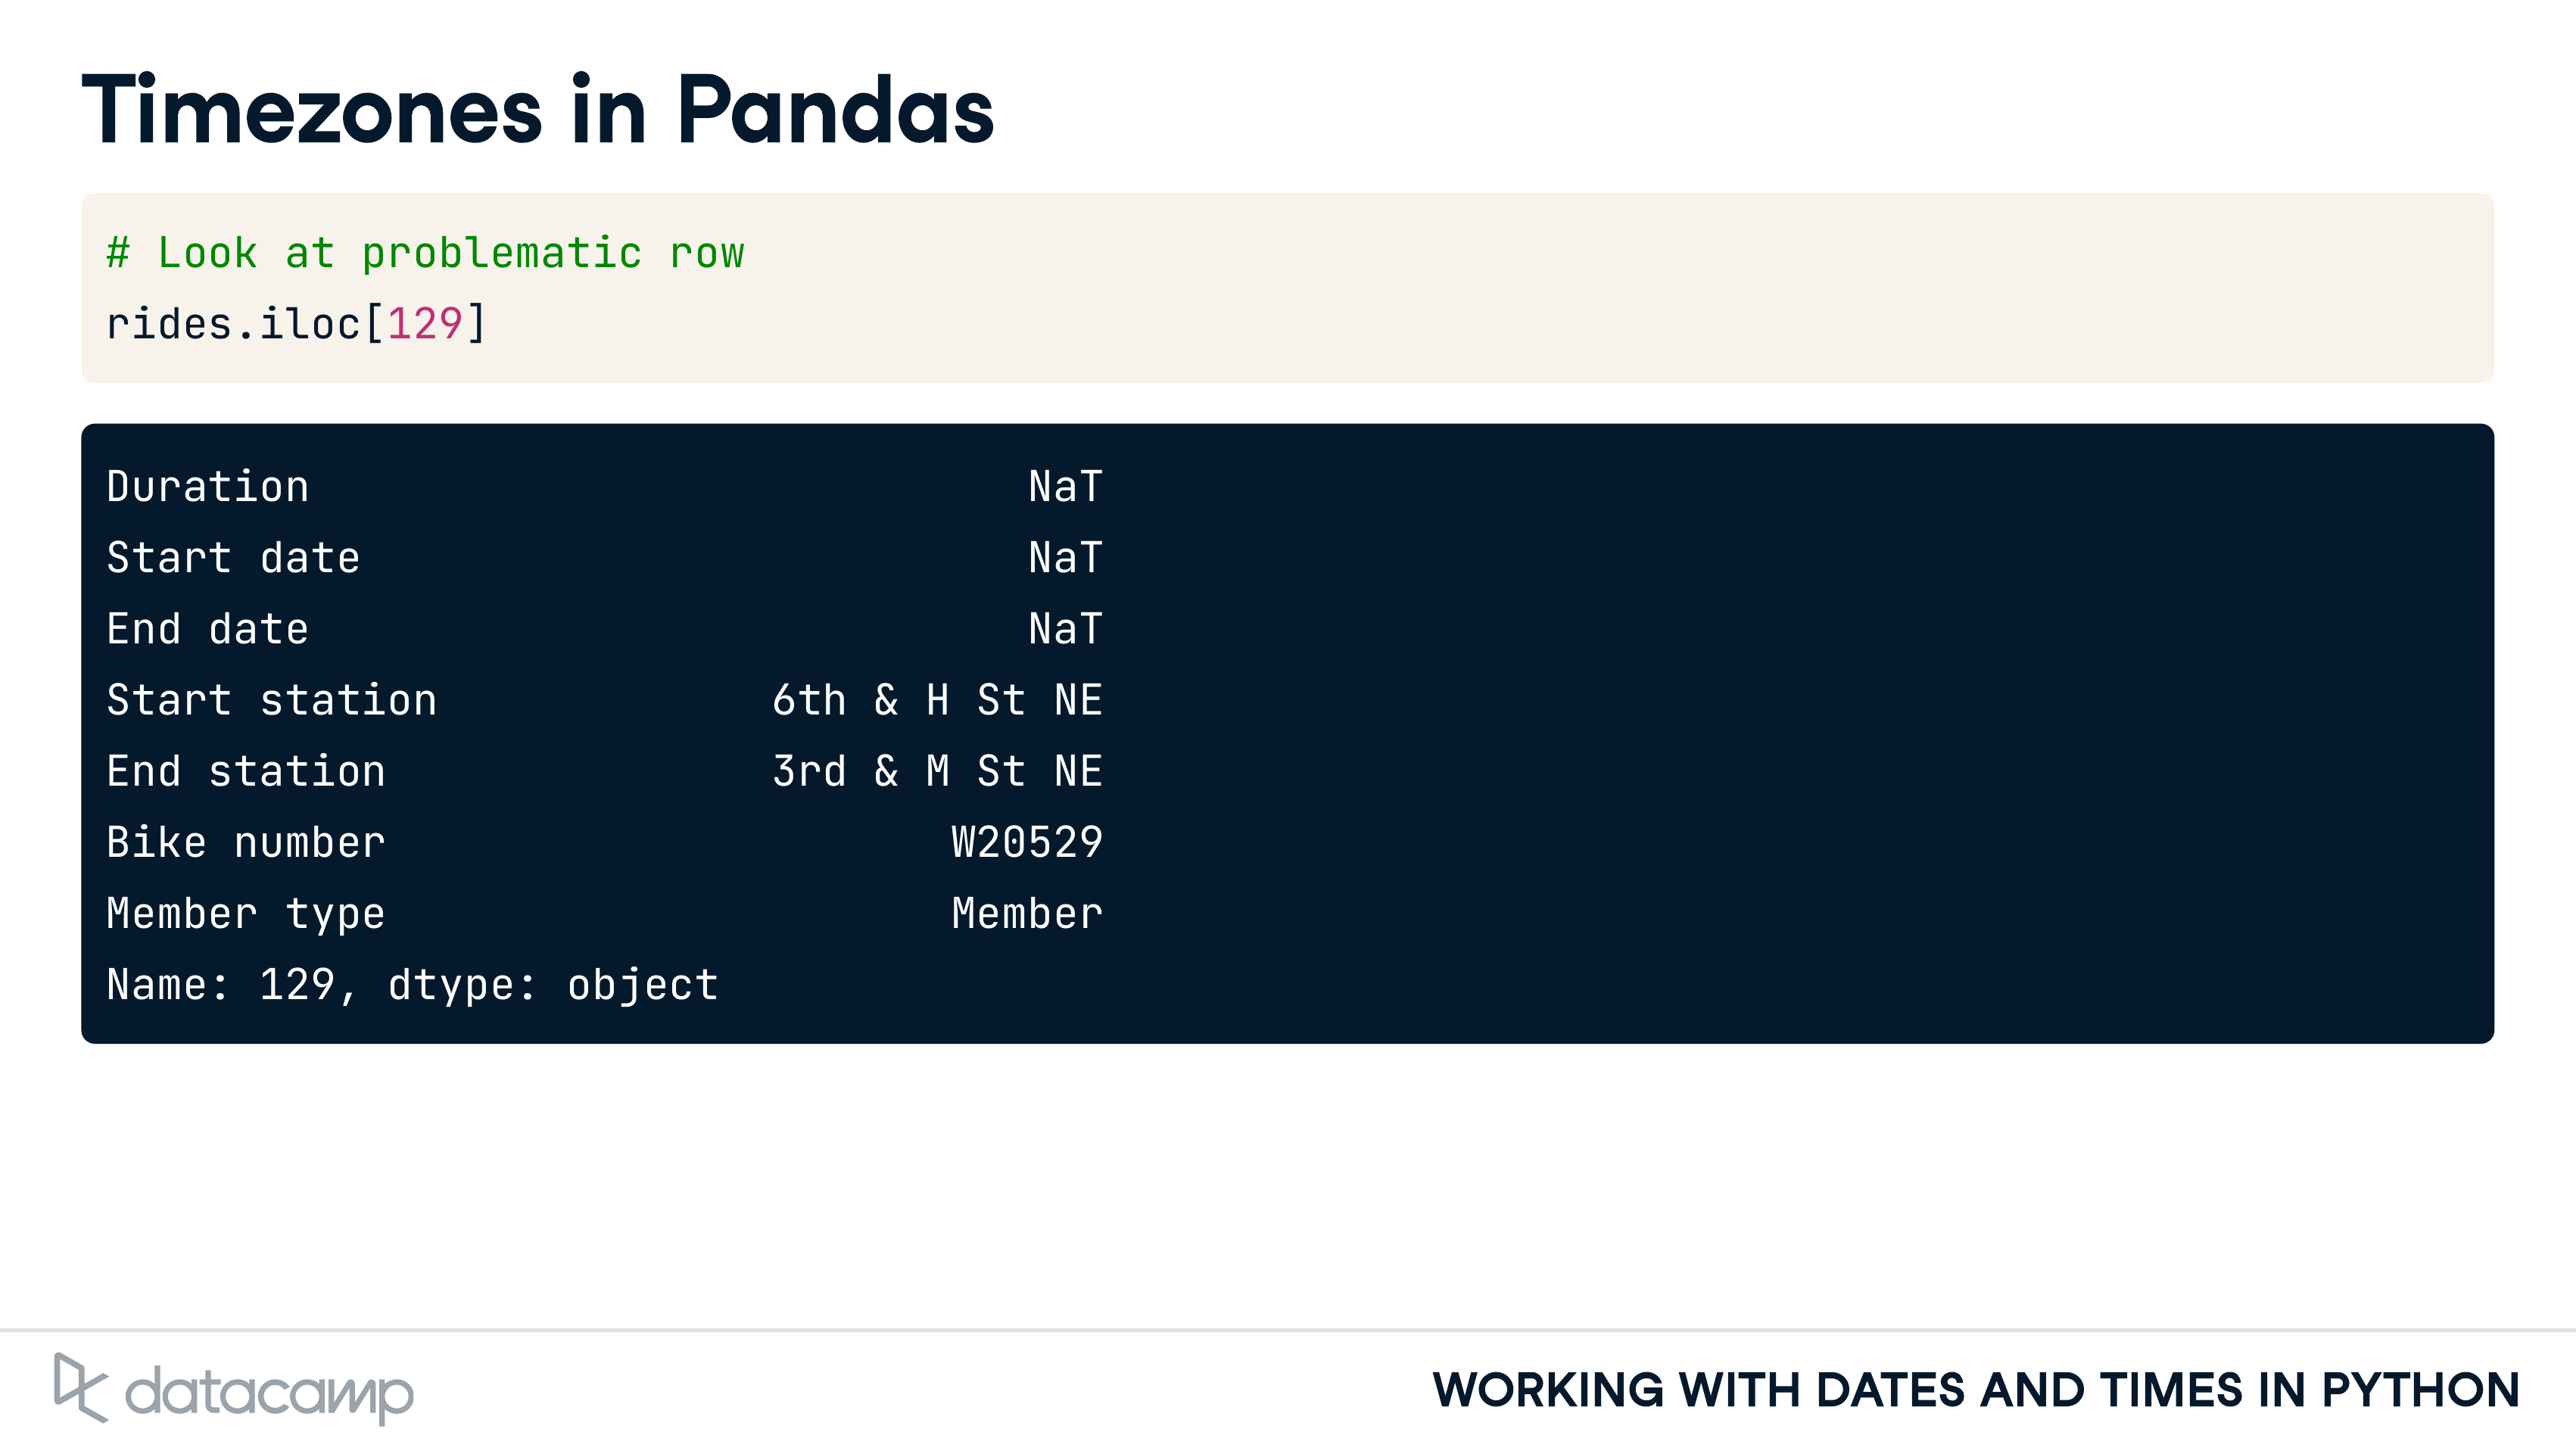 Timezones in Pandas
# Look at problematic row
rides.iloc[129]
Duration                            NaT
Start date                          NaT
End date                            NaT
Start station             6th & H St NE
End station               3rd & M St NE
Bike number                      W20529
Member type                      Member
Name: 129, dtype: object
datacamp
WORKING WITH DATES AND TIMES IN PYTHON